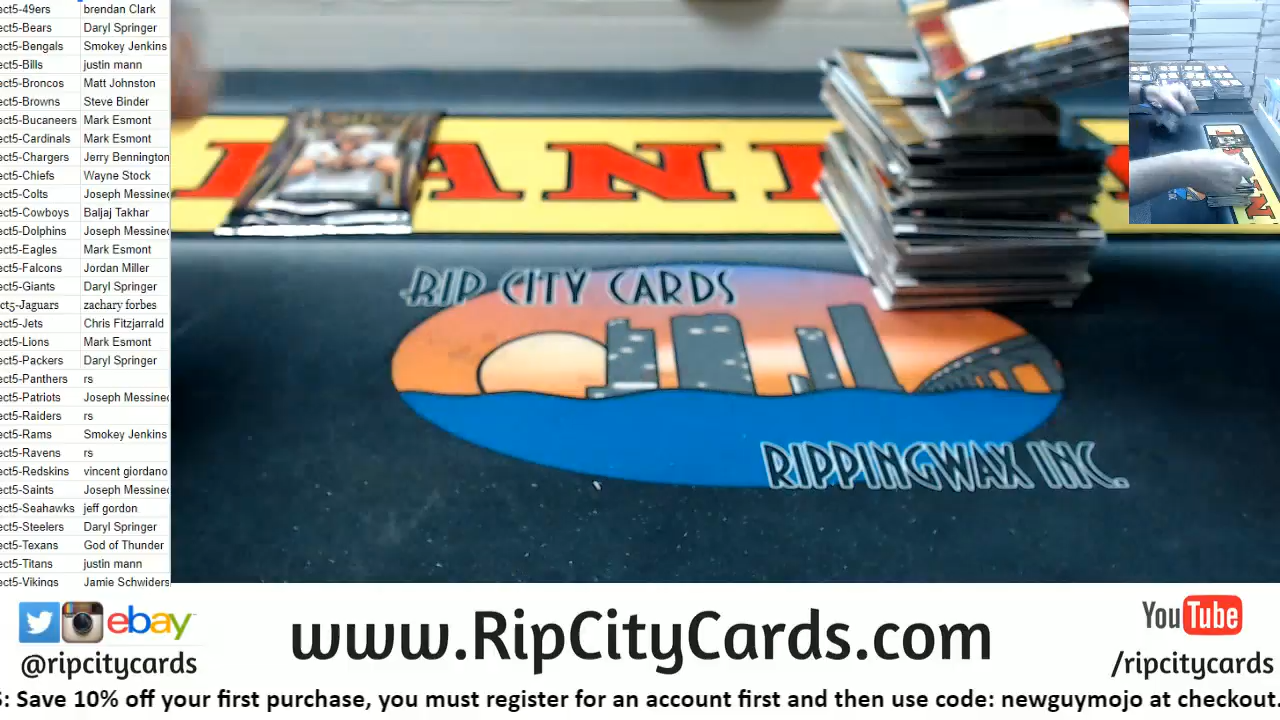 ect5-49ers brendan Clark
ect5-Bears Daryl Springer
ect5-Bengals Smokey Jenkins
ect5-Bills justin mann
ect5-Broncos Matt Johnston
ect5-Browns Steve Binder
ect5-Bucaneers Mark Esmont
ect5-Cardinals Mark Esmont
ect5-Chargers Jerry Bennington
ect5-Chiefs Wayne Stock
ect5-Colts Joseph Messinec
ect5-Cowboys Baljaj Takhar
ect5-Dolphins Joseph Messinec
ect5-Eagles Mark Esmont
ect5-Falcons Jordan Miller
ect5-Giants Daryl Springer
ct5-Jaguars zachary forbes
ect5-Jets Chris Fitzjarrald
ect5-Lions Mark Esmont
ect5-Packers Daryl Springer
ect5-Panthers rs
ect5-Patriots Joseph Messinec
ect5-Raiders rs
ect5-Rams Smokey Jenkins
ect5-Ravens rs
ect5-Redskins vincent giordano
ect5-Saints Joseph Messinec
ect5-Seahawks jeff gordon
ect5-Steelers Daryl Springer
ect5-Texans God of Thunder
ect5-Titans justin mann
ect5-Vikings Jamie Schwiders
RIP CITY CARDS
RIPPINGWAX INC.
ebay
@ripcitycards
www.RipCityCards.com
YouTube
/ripcitycards
: Save 10% off your first purchase, you must register for an account first and then use code: newguymojo at checkout.